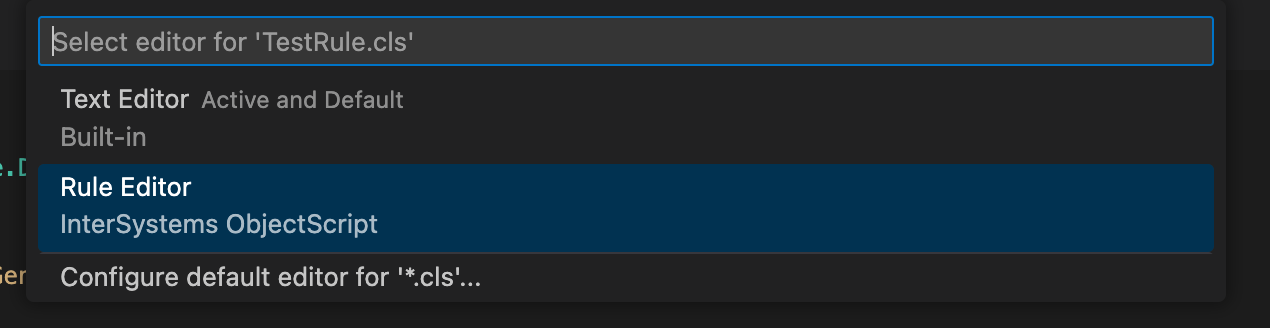 Select editor for 'TestRule.cls'
Text Editor Active and Default
Built-in
Rule Editor
InterSystems ObjectScript
Configure default editor for '*.cls'...